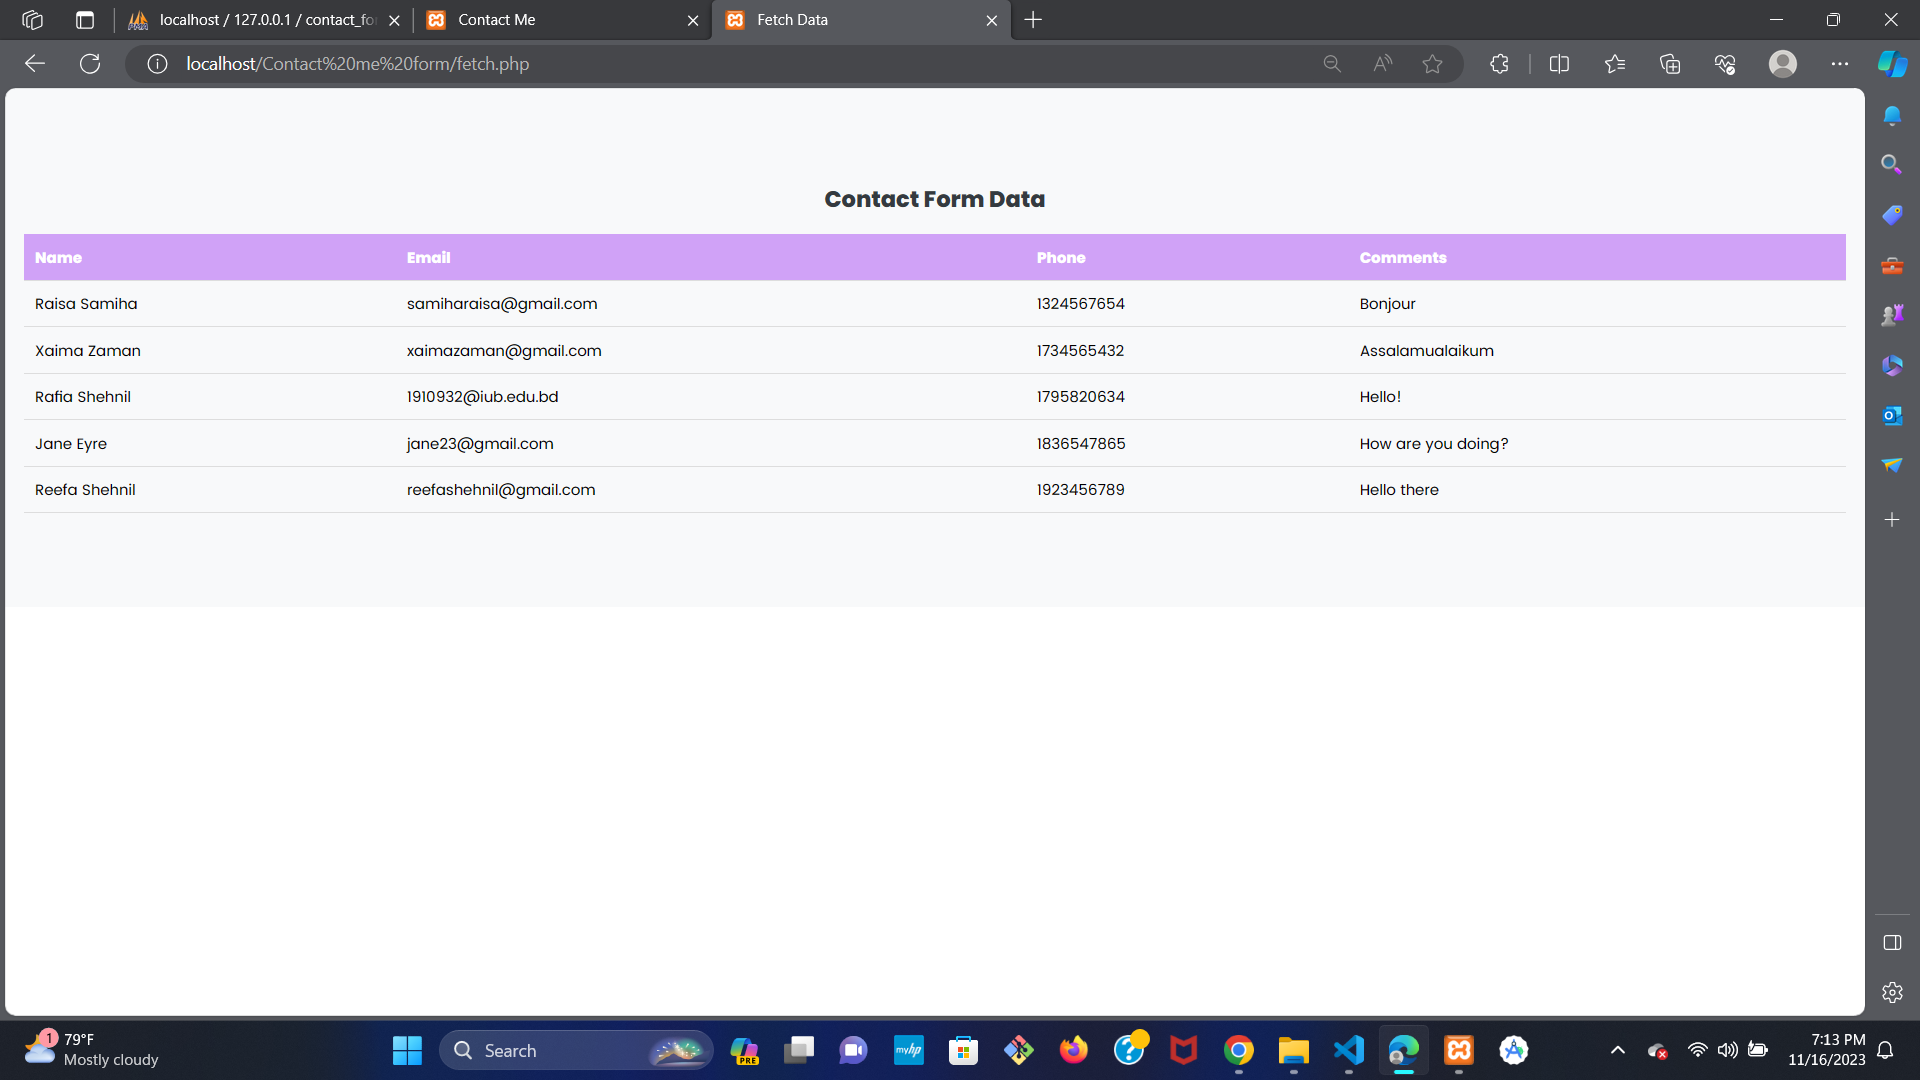 localhost / 127.0.0.1 / contact_fo
Contact Me
Fetch Data
localhost/Contact%20me%20form/fetch.php
Contact Form Data
Name Email Phone Comments
Raisa Samiha samiharaisa@gmail.com 1324567654 Bonjour
Xaima Zaman xaimazaman@gmail.com 1734565432 Assalamualaikum
Rafia Shehnil 1910932@iub.edu.bd 1795820634 Hello!
Jane Eyre jane23@gmail.com 1836547865 How are you doing?
Reefa Shehnil reefashehnil@gmail.com 1923456789 Hello there
1
79°F
Mostly cloudy
Search
PRE
myhp
7:13 PM
11/16/2023